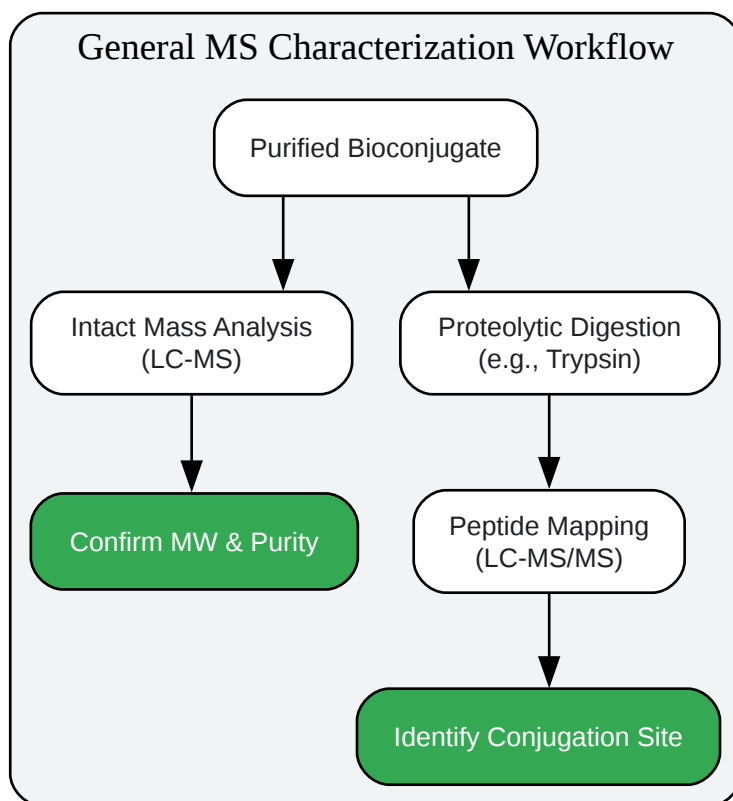 General MS Characterization Workflow
Purified Bioconjugate
Intact Mass Analysis
(LC-MS)
Proteolytic Digestion
(e.g., Trypsin)
Confirm MW & Purity
Peptide Mapping
(LC-MS/MS)
Identify Conjugation Site